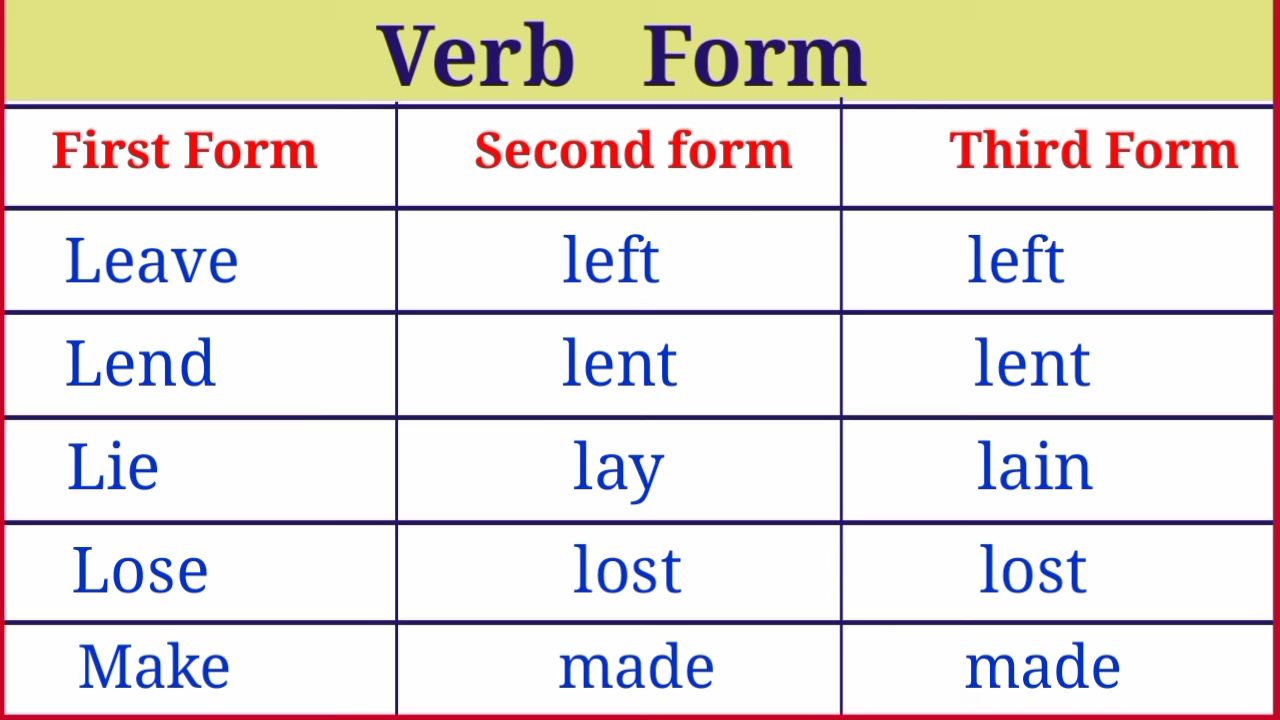 Verb Form
First Form Second form Third Form
Leave left left
Lend lent lent
Lie lay lain
Lose lost lost
Make made made